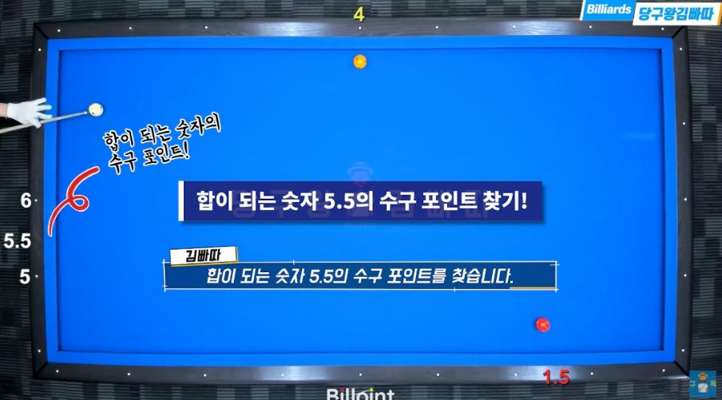 4
Billiards 당구왕김빠따
합이 되는 숫자의
수구 포인트!
6
합이 되는 숫자 5.5의 수구 포인트 찾기!
5.5
김빠따
5
합이 되는 숫자 5.5의 수구 포인트를 찾습니다.
1.5
Billpoint